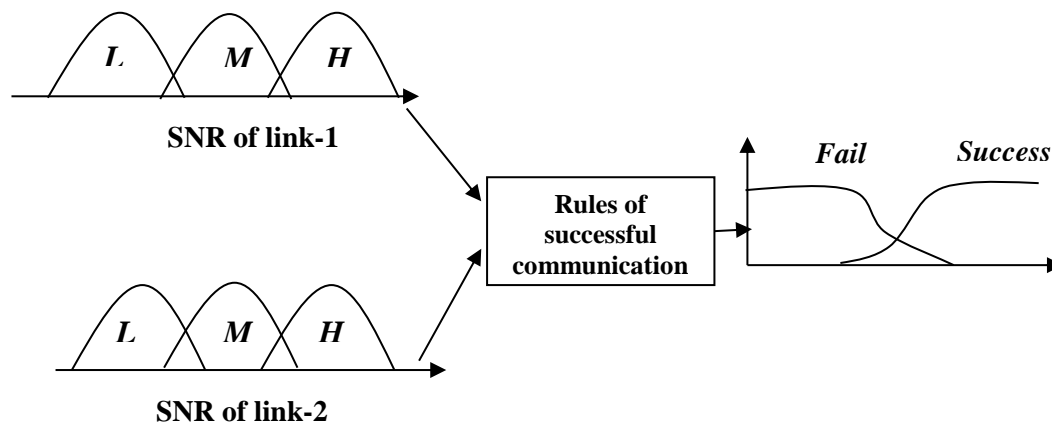 L M H
SNR of link-1
Fail Success
Rules of
successful
communication
L M H
SNR of link-2